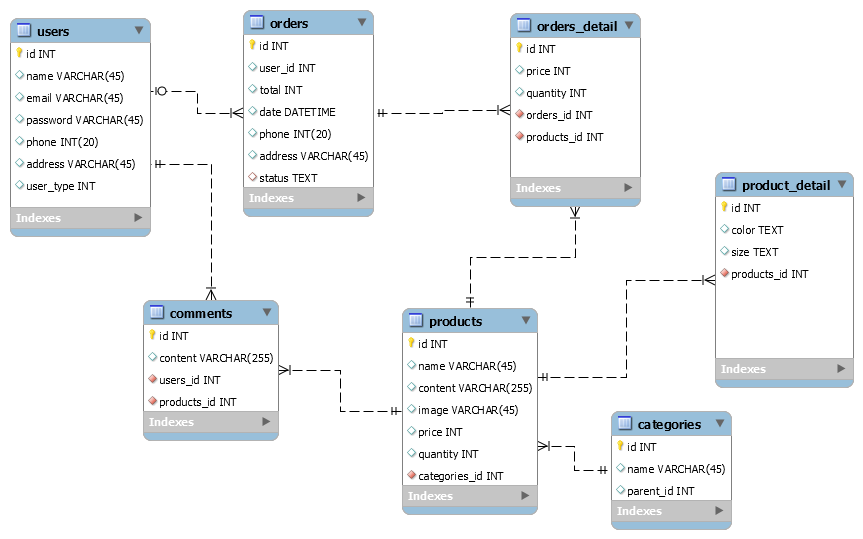 users
id INT
name VARCHAR(45)
email VARCHAR(45)
password VARCHAR(45)
phone INT(20)
address VARCHAR(45)
user_type INT
Indexes
orders
id INT
user_id INT
total INT
date DATETIME
phone INT(20)
address VARCHAR(45)
status TEXT
Indexes
orders_detail
id INT
price INT
quantity INT
orders_id INT
products_id INT
Indexes
product_detail
id INT
color TEXT
size TEXT
products_id INT
Indexes
comments
id INT
content VARCHAR(255)
users_id INT
products_id INT
Indexes
products
id INT
name VARCHAR(45)
content VARCHAR(255)
image VARCHAR(45)
price INT
quantity INT
categories_id INT
Indexes
categories
id INT
name VARCHAR(45)
parent_id INT
Indexes